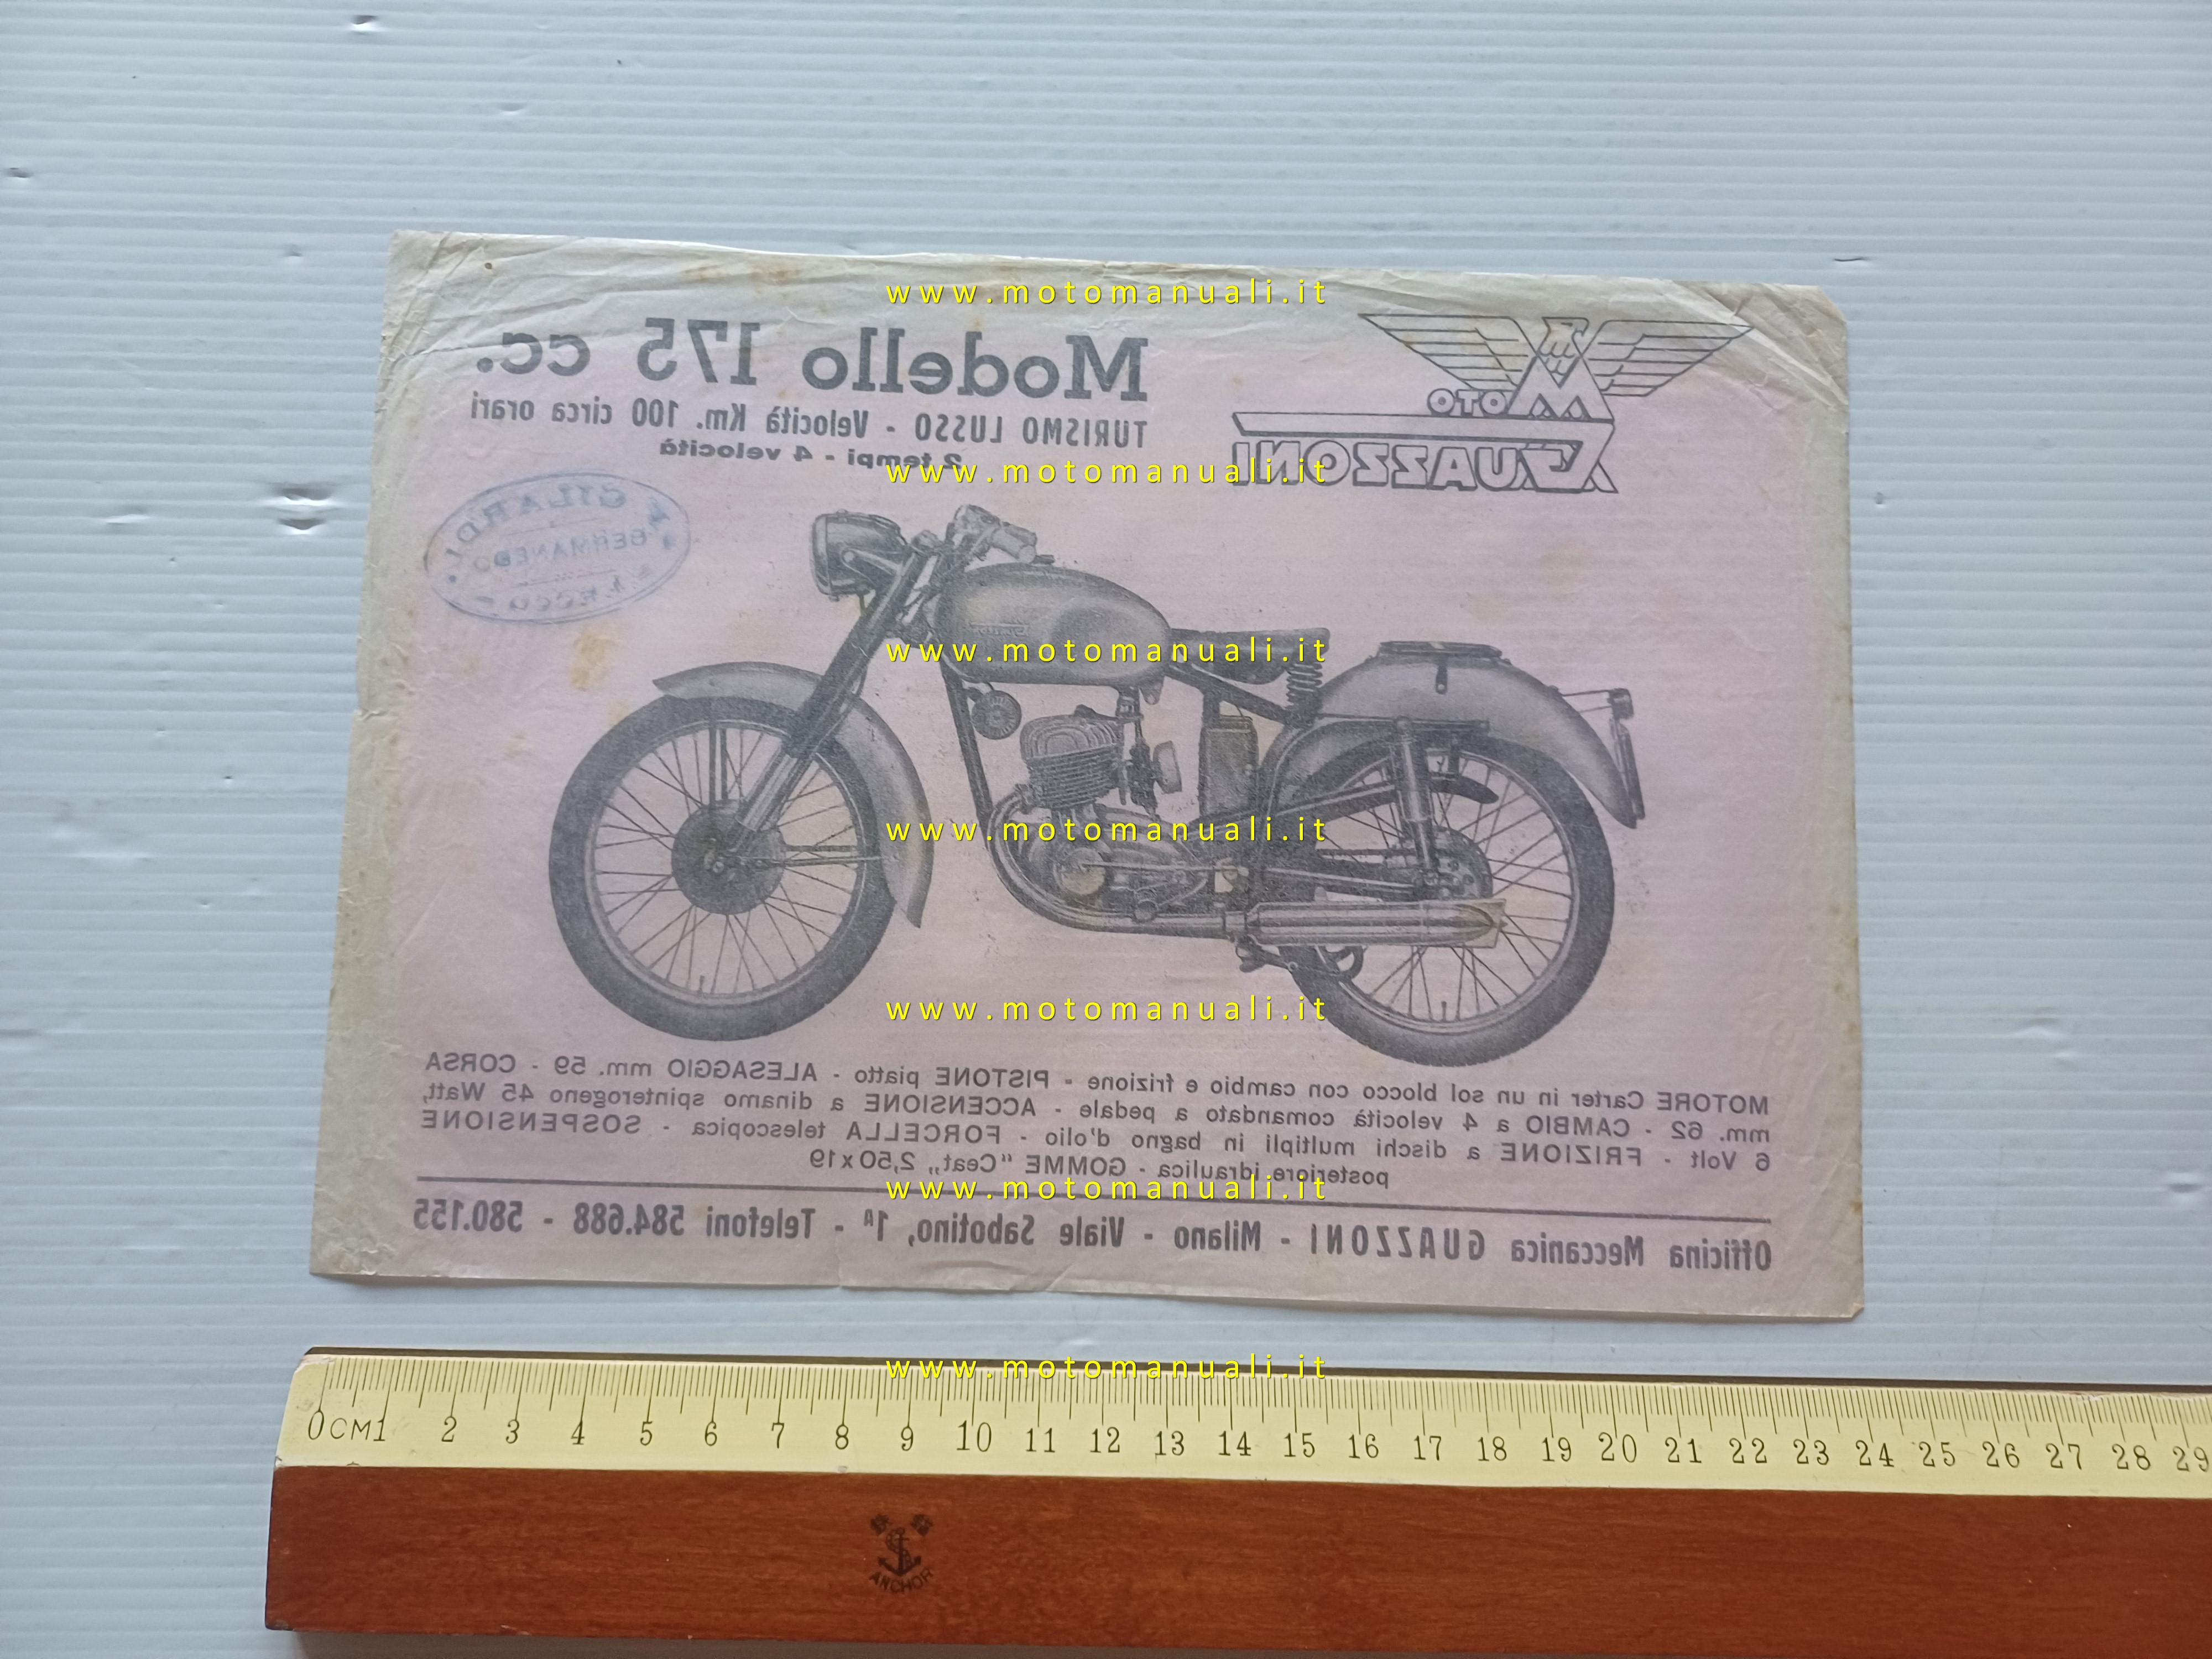 www.motomanuali.it
MOTO
GUAZZONI
Modello 175 cc.
TURISMO LUSSO - Velocità Km. 100 circa orari
2 tempi - 4 velocità
www.motomanuali.it
GILARDI
GERMANEDO
LECCO
www.motomanuali.it
www.motomanuali.it
www.motomanuali.it
MOTORE Carter in un sol blocco con cambio e frizione - PISTONE piatto - ALESAGGIO mm. 59 - CORSA
mm. 62 - CAMBIO a 4 velocità comandato a pedale - ACCENSIONE a dinamo spinterogeno 45 Watt,
6 Volt - FRIZIONE a dischi multipli in bagno d'olio - FORCELLA telescopica - SOSPENSIONE
posteriore idraulica - GOMME “Ceat„ 2,50x19
www.motomanuali.it
Officina Meccanica GUAZZONI - Milano - Viale Sabotino, 1ᴬ - Telefoni 584.688 - 580.155
www.motomanuali.it
0CM1 2 3 4 5 6 7 8 9 10 11 12 13 14 15 16 17 18 19 20 21 22 23 24 25 26 27 28 29
ANCHOR